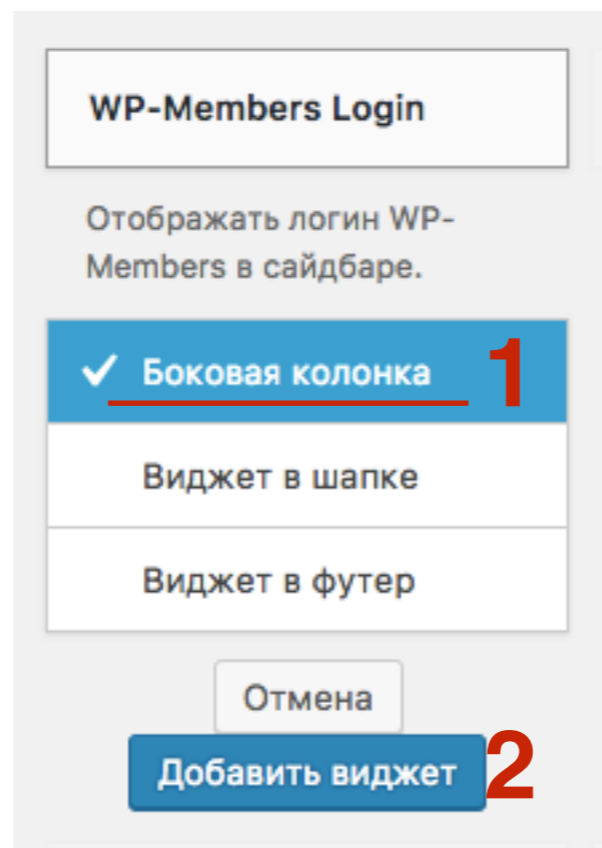 WP-Members Login
Отображать логин WP-
Members в сайдбаре.
Боковая колонка 1
Виджет в шапке
Виджет в футер
Отмена
Добавить виджет 2